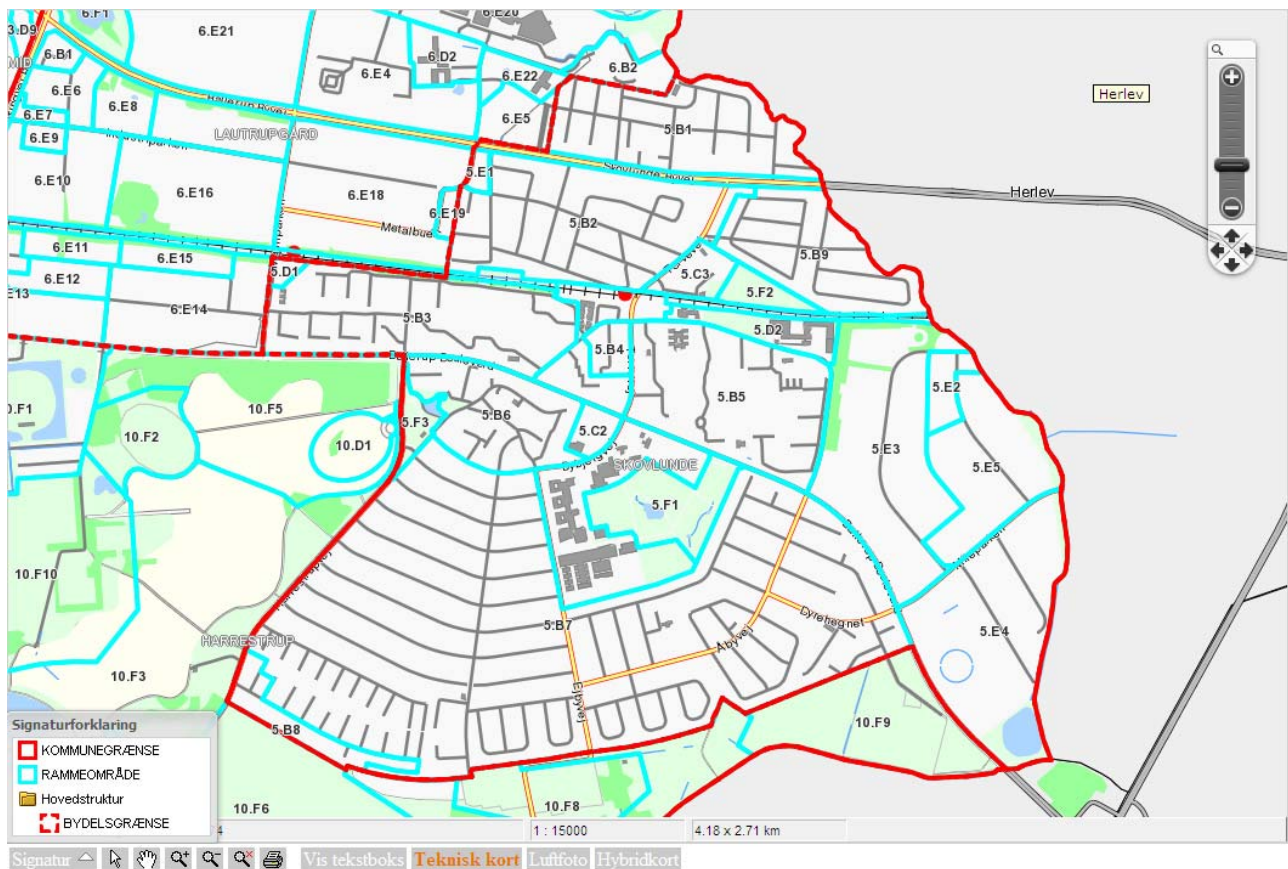 6.F1
6.E20
3.D9
6.E21
6.B1
6.D2
6.B2
6.E4
6.E22
6.E6
6.E8
6.E7
6.E5
5.B1
Herlev
LAUTRUPGÅRD
6.E9
Industriparken
Skovlunde Byvej
5.E1
Herlev
6.E10
6.E16
6.E18
6.E19
5.B2
Metalbuen
6.E11
6.E15
5.B9
5.C3
5.D1
6.E12
5.F2
E13
6.E14
5.B3
5.D2
5.B4
5.E2
10.F5
5.B5
0.F1
10.F2
5.F3
5.B6
10.D1
5.C2
5.E3
SKOVLUNDE
5.E5
5.F1
10.F10
Dyrehegnet
5.B7
5.E4
HARRESTRUP
Åbyvej
10.F3
Ejbyvej
10.F9
5.B8
Signaturforklaring
KOMMUNEGRÆNSE
RAMMEOMRÅDE
Hovedstruktur
BYDELSGRÆNSE
10.F6
10.F8
4
1 : 15000
4.18 x 2.71 km
Signatur
Vis tekstboks
Teknisk kort
Luftfoto
Hybridkort